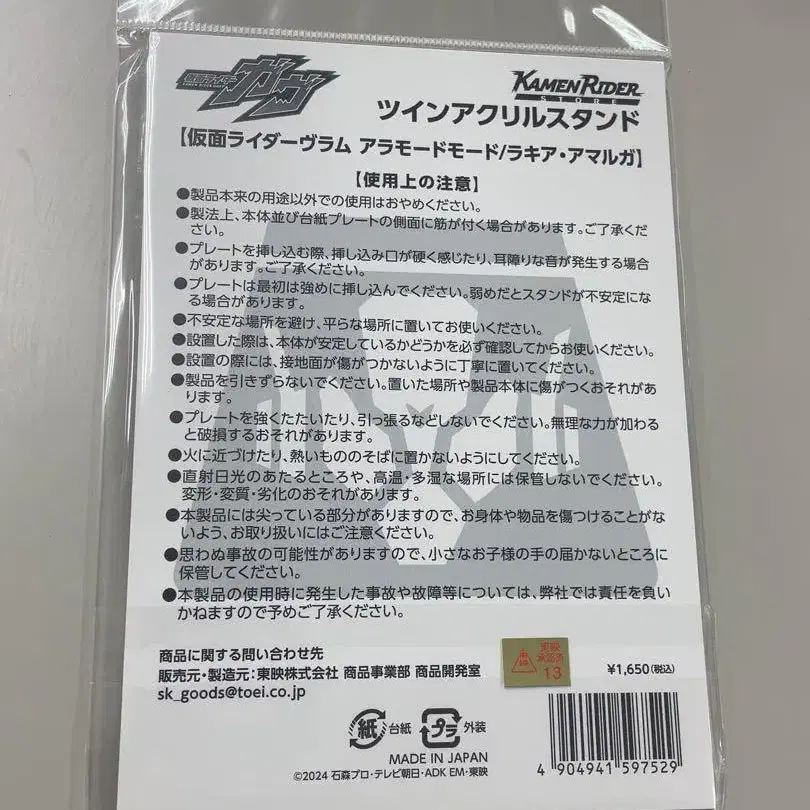 仮面ライダー
ガヴ
KAMEN RIDER GAVV
KAMEN RIDER
STORE
ツインアクリルスタンド
【仮面ライダーヴラム アラモードモード/ラキア・アマルガ】
【使用上の注意】
●製品本来の用途以外での使用はおやめください。
●製法上、本体並び台紙プレートの側面に筋が付く場合があります。ご了承くだ
さい。
●プレートを挿し込む際、挿し込み口が硬く感じたり、耳障りな音が発生する場合
があります。ご了承ください。
●プレートは最初は強めに挿し込んでください。弱めだとスタンドが不安定にな
る場合があります。
●不安定な場所を避け、平らな場所に置いてお使いください。
●設置した際は、本体が安定しているかどうかを必ず確認してからお使いください。
●設置の際には、接地面が傷がつかないように丁寧に置いてください。
●製品を引きずらないでください。置いた場所や製品本体に傷がつくおそれがあ
ります。
●プレートを強くたたいたり、引っ張るなどしないでください。無理な力が加わる
と破損するおそれがあります。
●火に近づけたり、熱いもののそばに置かないようにしてください。
●直射日光のあたるところや、高温・多湿な場所には保管しないでください。
変形・変質・劣化のおそれがあります。
●本製品には尖っている部分がありますので、お身体や物品を傷つけることがな
いよう、お取り扱いにはご注意ください。
●思わぬ事故の可能性がありますので、小さなお子様の手の届かないところに
保管してください。
●本製品の使用時に発生した事故や故障等については、弊社では責任を負い
かねますので予めご了承ください。
商品に関する問い合わせ先
販売元・製造元:東映株式会社 商品事業部 商品開発室
sk_goods@toei.co.jp
東映
承認済
13
¥1,650(税込)
紙 台紙 プラ 外装
MADE IN JAPAN
©2024 石森プロ・テレビ朝日・ADK EM・東映
4 904941 597529